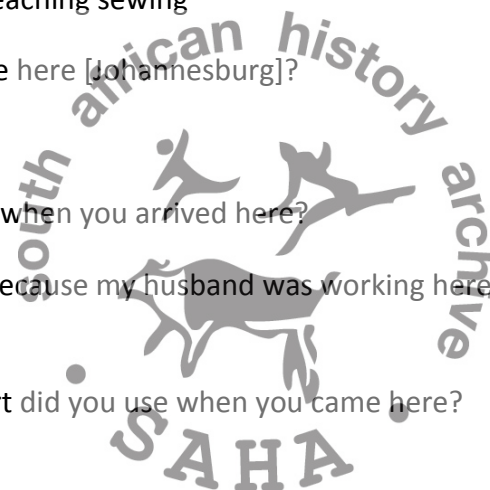 eaching sewing
e here [Johannesburg]?
when you arrived here?
ecause my husband was working here,
t did you use when you came here?
south african history archive
SAHA